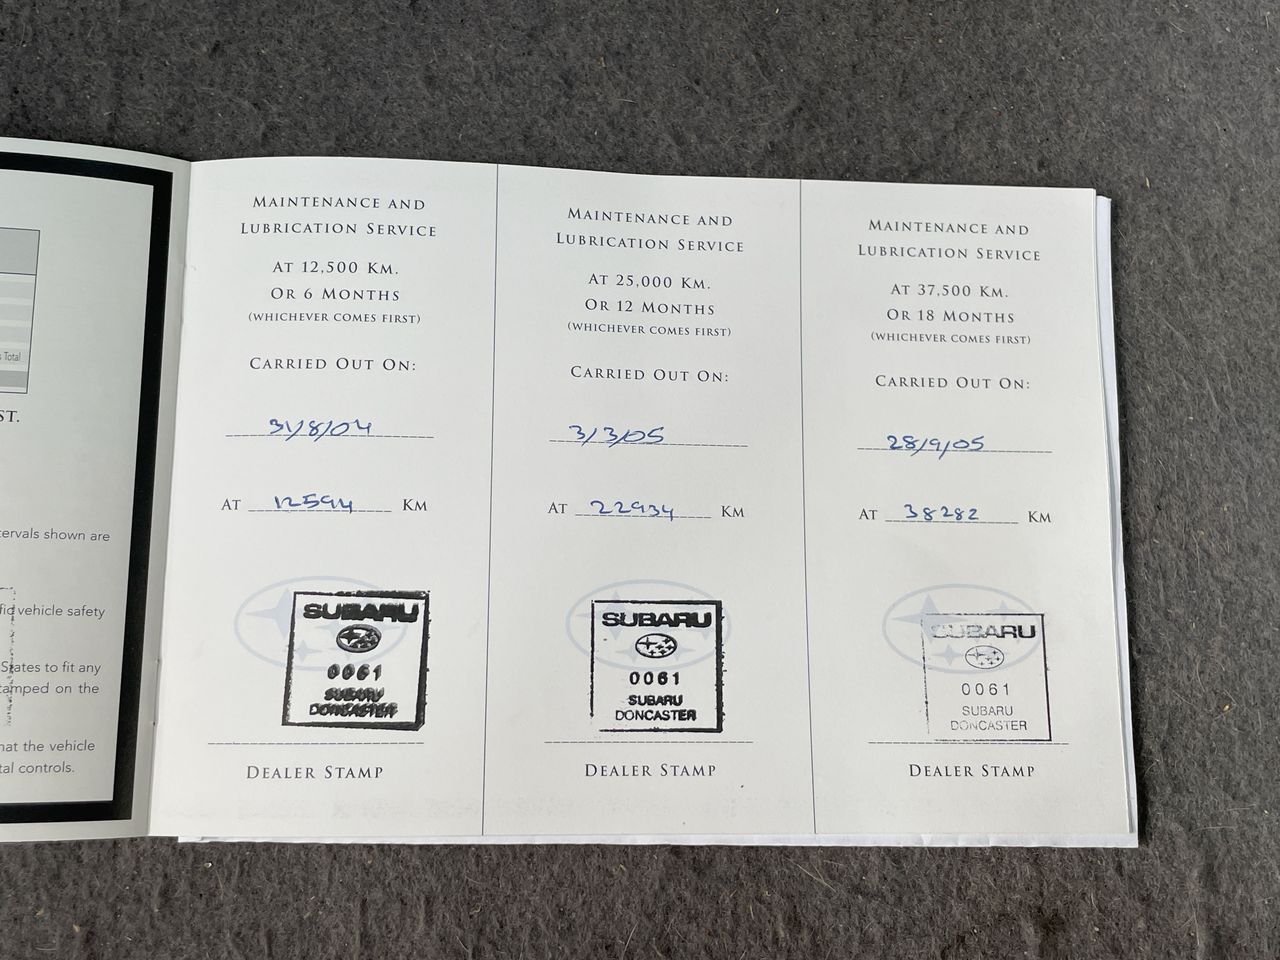 s Total
ST.
tervals shown are
vehicle safety
States to fit any
tamped on the
hat the vehicle
tal controls.
MAINTENANCE AND
LUBRICATION SERVICE
AT 12,500 KM.
OR 6 MONTHS
(WHICHEVER COMES FIRST)
CARRIED OUT ON:
31/8/04
AT 12594 KM
SUBARU
0061
SUBARU
DONCASTER
DEALER STAMP
MAINTENANCE AND
LUBRICATION SERVICE
AT 25,000 KM.
OR 12 MONTHS
(WHICHEVER COMES FIRST)
CARRIED OUT ON:
3/3/05
AT 22934 KM
SUBARU
0061
SUBARU
DONCASTER
DEALER STAMP
MAINTENANCE AND
LUBRICATION SERVICE
AT 37,500 KM.
OR 18 MONTHS
(WHICHEVER COMES FIRST)
CARRIED OUT ON:
28/9/05
AT 38282 KM
SUBARU
0061
SUBARU
DONCASTER
DEALER STAMP